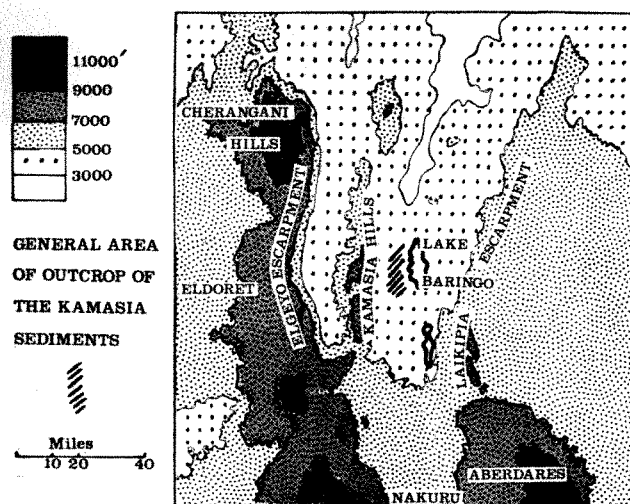 11000′
9000
7000
5000
3000
GENERAL AREA
OF OUTCROP OF
THE KAMASIA
SEDIMENTS
Miles
10 20 40
CHERANGANI
HILLS
ELGEYO ESCARPMENT
ELDORET
KAMASIA HILLS
LAKE
BARINGO
LAIKIPIA
ESCARPMENT
ABERDARES
NAKURU